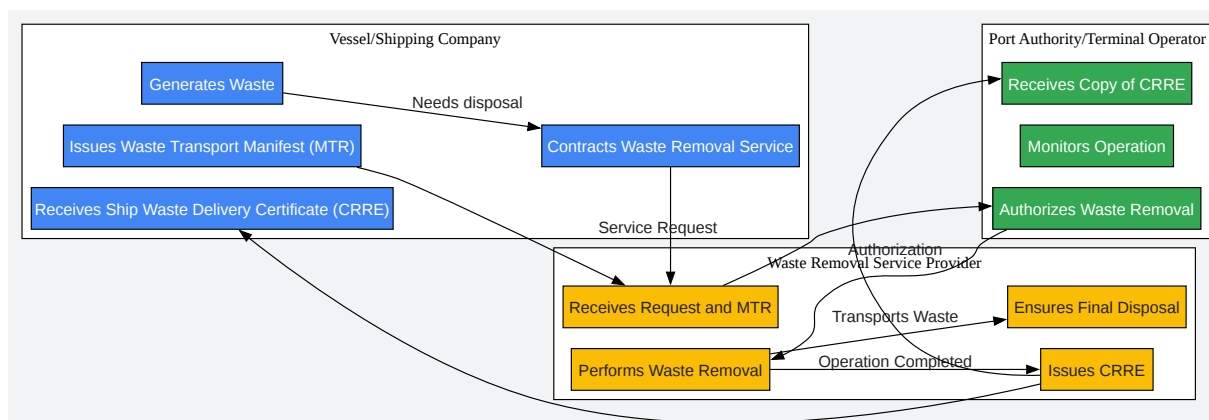 Vessel/Shipping Company
Generates Waste
Needs disposal
Issues Waste Transport Manifest (MTR)
Contracts Waste Removal Service
Receives Ship Waste Delivery Certificate (CRRE)
Service Request
Port Authority/Terminal Operator
Receives Copy of CRRE
Monitors Operation
Authorizes Waste Removal
Authorization
Waste Removal Service Provider
Receives Request and MTR
Transports Waste
Ensures Final Disposal
Performs Waste Removal
Operation Completed
Issues CRRE